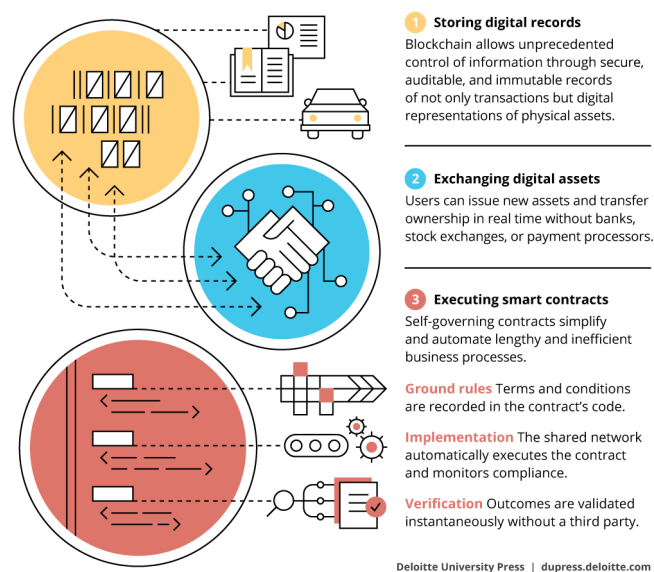 1 Storing digital records
Blockchain allows unprecedented
control of information through secure,
auditable, and immutable records
of not only transactions but digital
representations of physical assets.
2 Exchanging digital assets
Users can issue new assets and transfer
ownership in real time without banks,
stock exchanges, or payment processors.
3 Executing smart contracts
Self-governing contracts simplify
and automate lengthy and inefficient
business processes.
Ground rules Terms and conditions
are recorded in the contract's code.
Implementation The shared network
automatically executes the contract
and monitors compliance.
Verification Outcomes are validated
instantaneously without a third party.
Deloitte University Press | dupress.deloitte.com